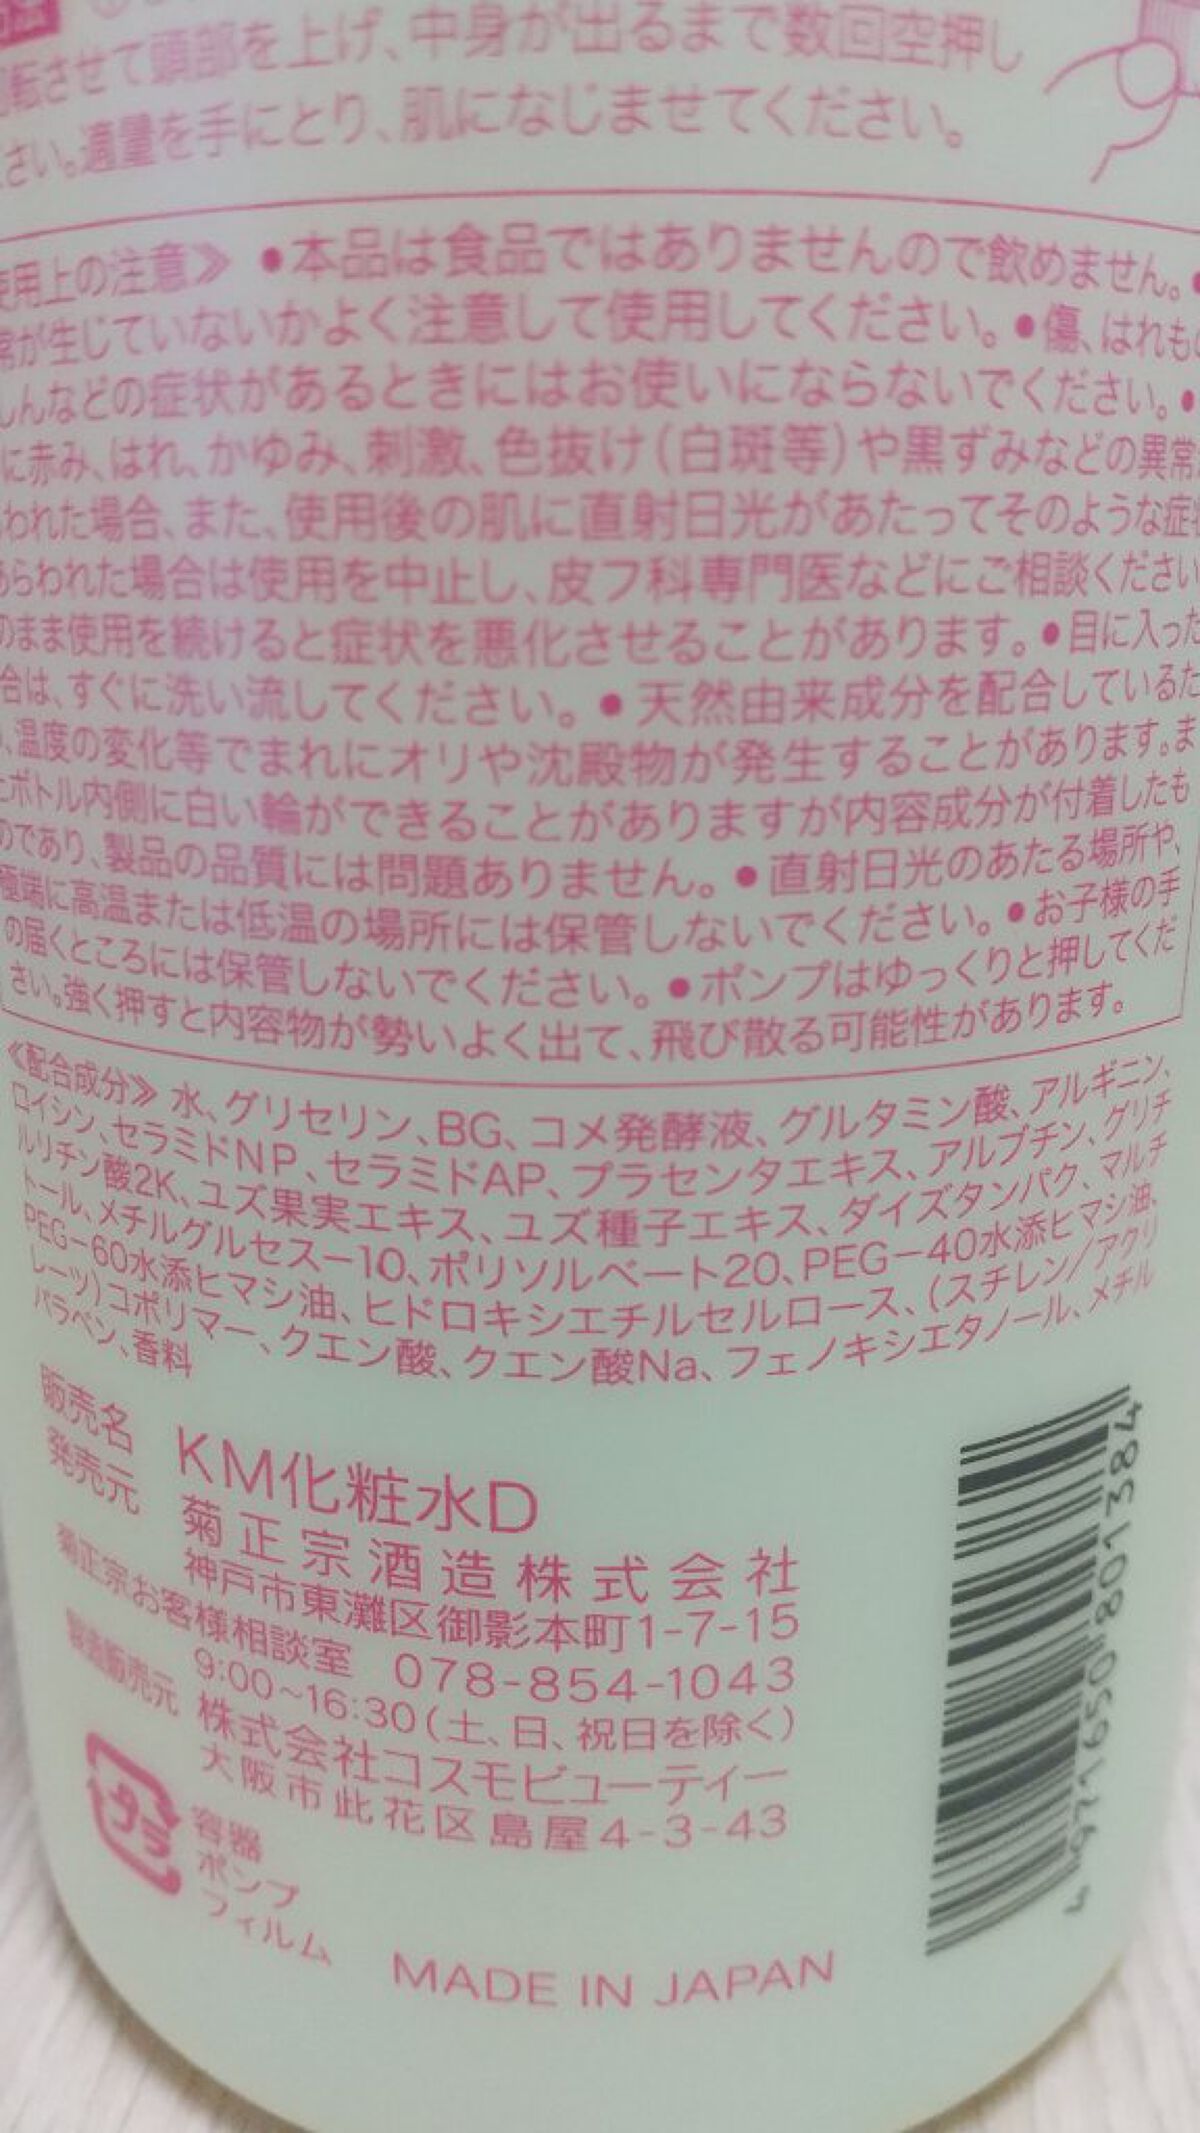 転させて頭部を上げ、中身が出るまで数回空押し
さい。適量を手にとり、肌になじませてください。
使用上の注意》 ●本品は食品ではありませんので飲めません。●
常が生じていないかよく注意して使用してください。●傷、はれもの
しんなどの症状があるときにはお使いにならないでください。●
に赤み、はれ、かゆみ、刺激、色抜け(白斑等)や黒ずみなどの異常
われた場合、また、使用後の肌に直射日光があたってそのような症状
あらわれた場合は使用を中止し、皮フ科専門医などにご相談ください
のまま使用を続けると症状を悪化させることがあります。●目に入った
合は、すぐに洗い流してください。●天然由来成分を配合しているた
め、温度の変化等でまれにオリや沈殿物が発生することがあります。ま
たボトル内側に白い輪ができることがありますが内容成分が付着したも
のであり、製品の品質には問題ありません。●直射日光のあたる場所や、
極端に高温または低温の場所には保管しないでください。●お子様の手
の届くところには保管しないでください。●ポンプはゆっくりと押してくだ
さい。強く押すと内容物が勢いよく出て、飛び散る可能性があります。
《配合成分》 水、グリセリン、BG、コメ発酵液、グルタミン酸、アルギニン、
ロイシン、セラミドNP、セラミドAP、プラセンタエキス、アルブチン、グリチ
ルリチン酸2K、ユズ果実エキス、ユズ種子エキス、ダイズタンパク、マルチ
トール、メチルグルセス－10、ポリソルベート20、PEG－40水添ヒマシ油、
PEG－60水添ヒマシ油、ヒドロキシエチルセルロース、(スチレン/アクリ
レーツ)コポリマー、クエン酸、クエン酸Na、フェノキシエタノール、メチル
パラベン、香料
販売名 KM化粧水D
発売元 菊正宗酒造株式会社
神戸市東灘区御影本町1-7-15
菊正宗お客様相談室 078-854-1043
9:00~16:30(土、日、祝日を除く)
製造販売元 株式会社コスモビューティー
大阪市此花区島屋4-3-43
プラ
容器
ポンプ
フィルム
MADE IN JAPAN
4 971650 801384